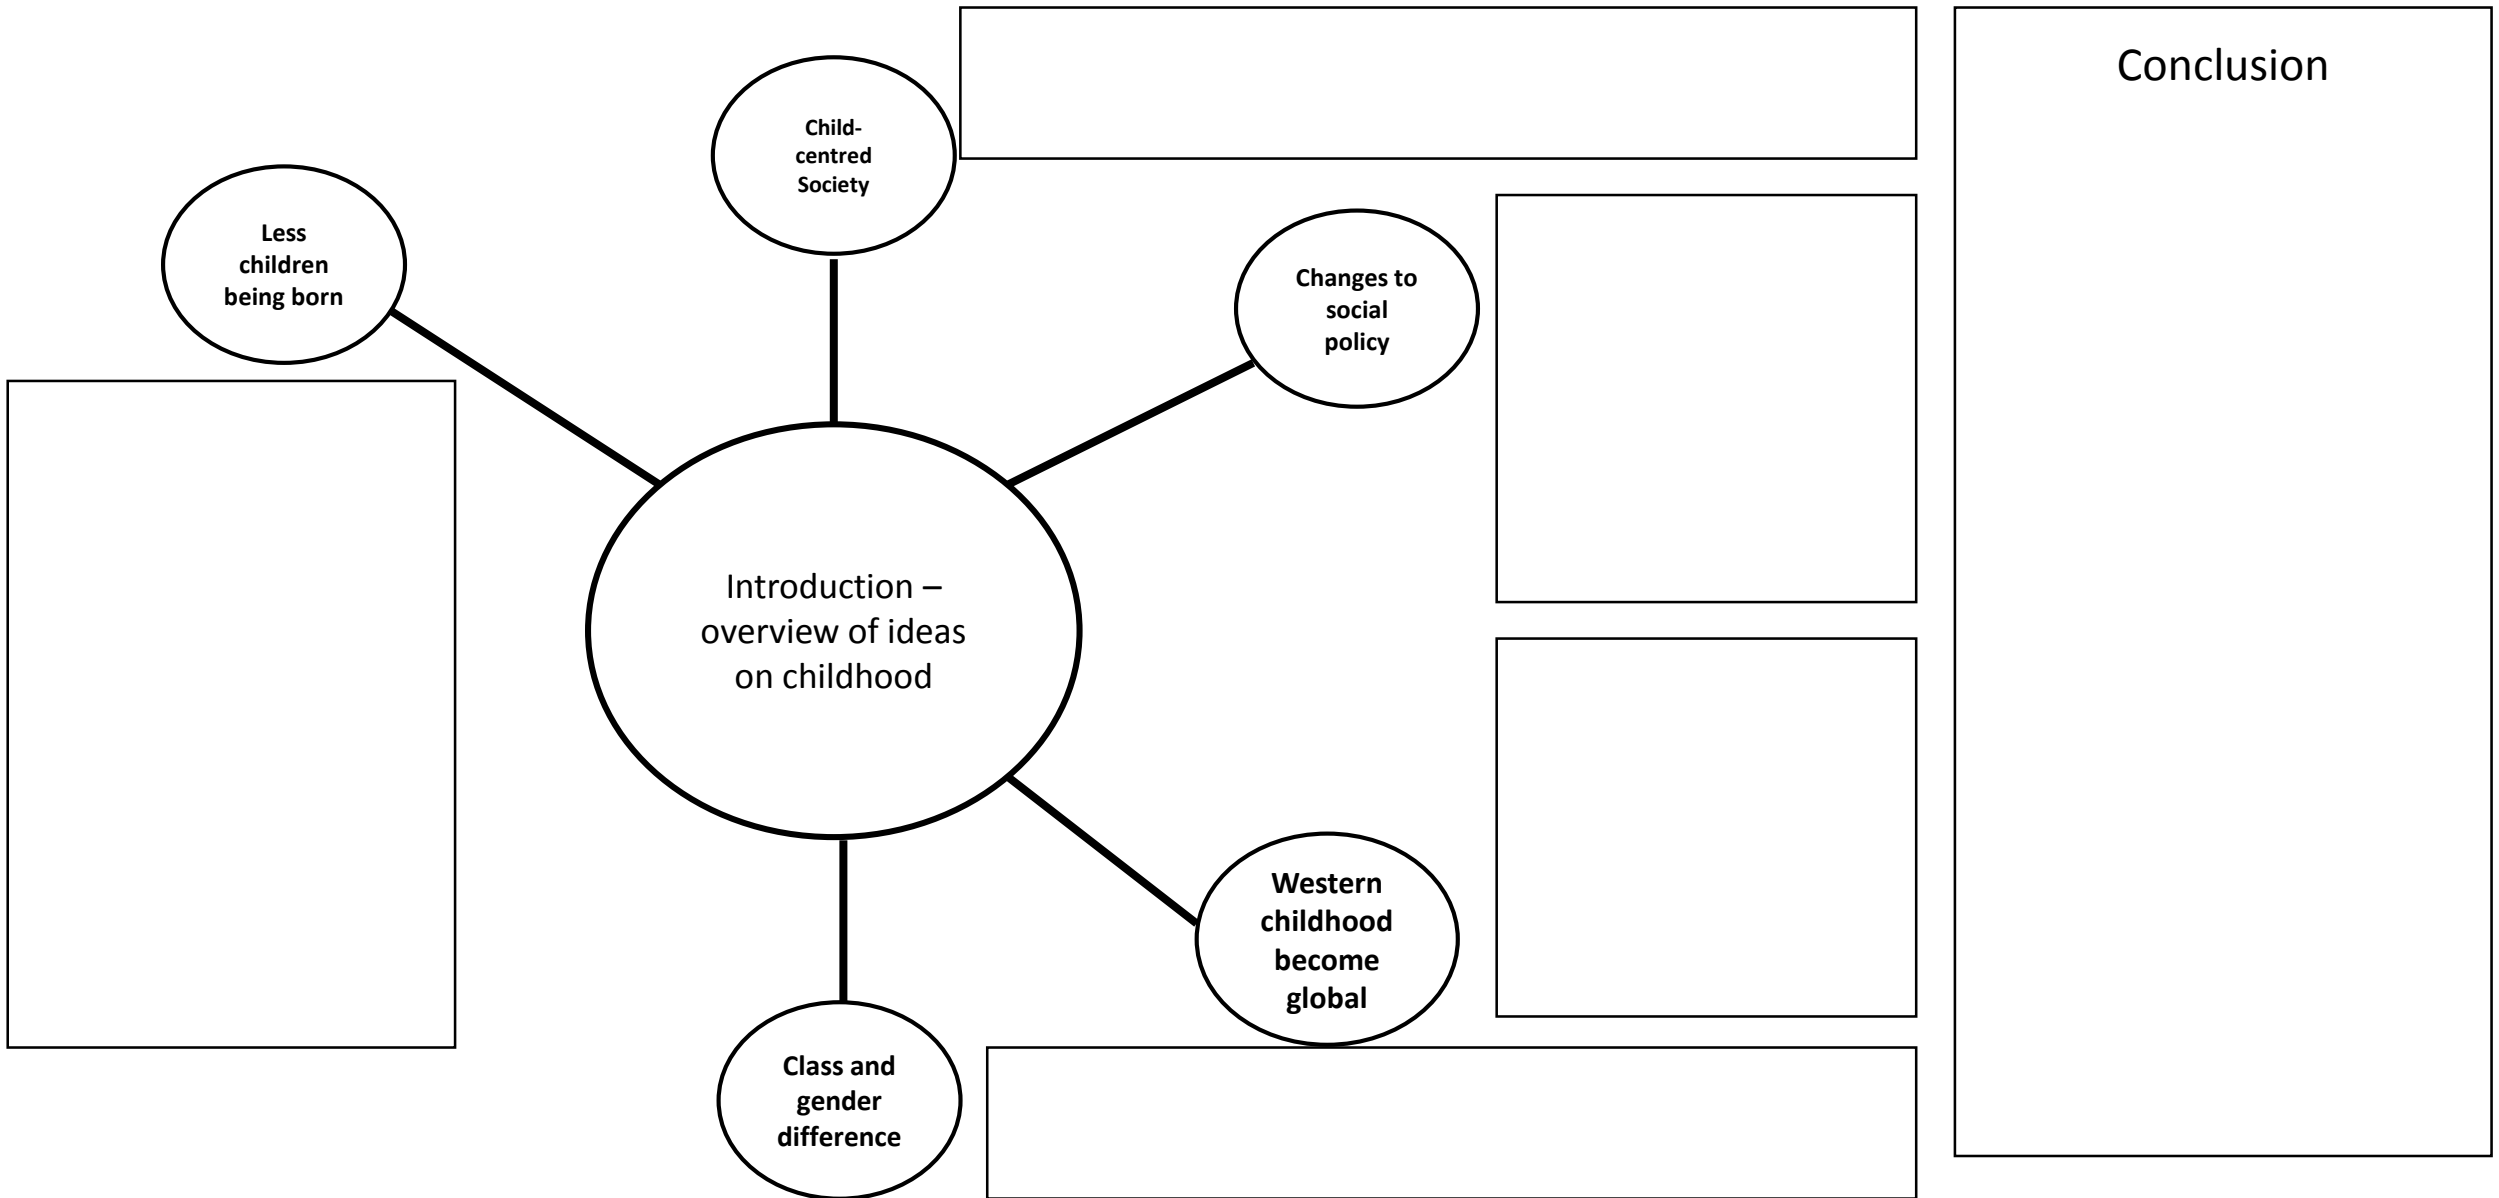 Conclusion
Child-
centred
Society
Less
children
being born
Changes to
social
policy
Introduction –
overview of ideas
on childhood
Western
childhood
become
global
Class and
gender
difference